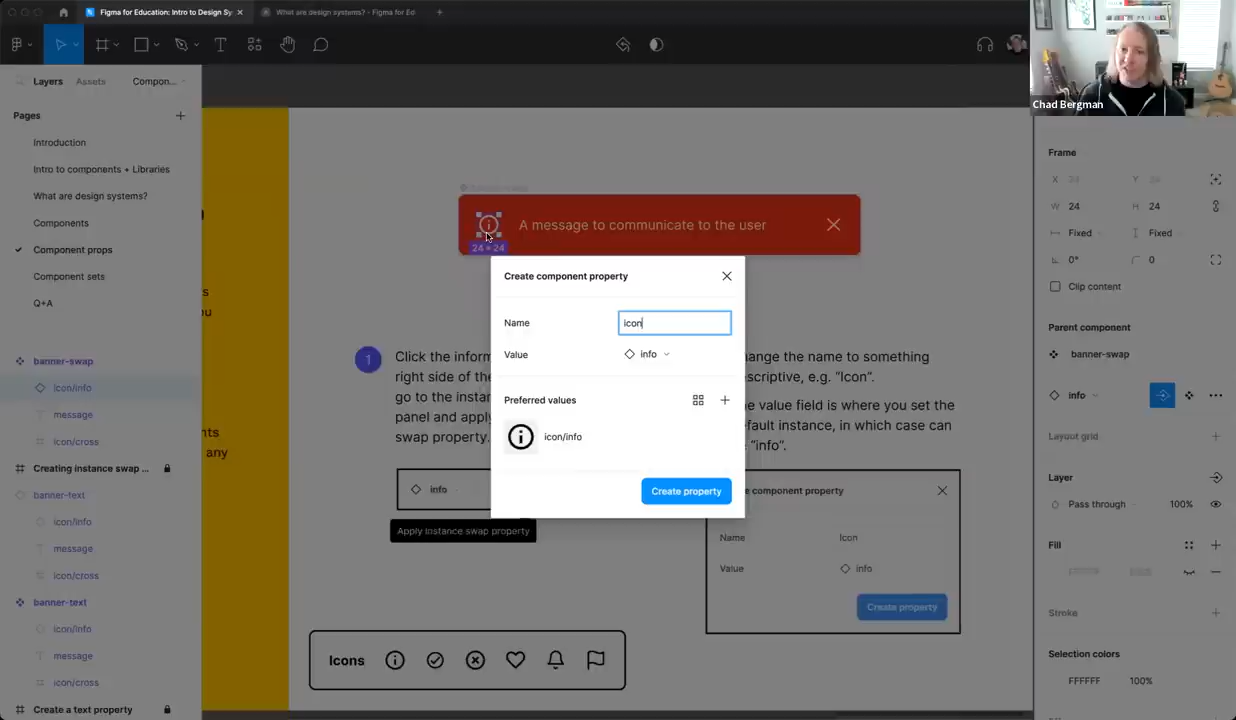 Figma for Education: Intro to Design Sy
What are design systems? - Figma for Ed
Chad Bergman
Layers
Assets
Compon...
Pages
Introduction
Intro to components + Libraries
What are design systems?
Components
Component props
Component sets
Q+A
banner-swap
icon/info
message
icon/cross
Creating instance swap ...
banner-text
icon/info
message
icon/cross
banner-text
icon/info
message
icon/cross
Create a text property
A message to communicate to the user
24 × 24
Create component property
Name
icon
Value
info
Preferred values
icon/info
Create property
1
Click the inform
right side of the
go to the instan
panel and apply
swap property.
info
Apply instance swap property
ange the name to something
scriptive, e.g. “Icon”.
e value field is where you set the
fault instance, in which case can
“info”.
e component property
Name
Icon
Value
info
Create property
Icons
's
ou
nts
any
Frame
X
24
Y
W
24
H
24
Fixed
Fixed
0°
0
Clip content
Parent component
banner-swap
info
Layout grid
Layer
Pass through
100%
Fill
Stroke
Selection colors
FFFFFF
100%